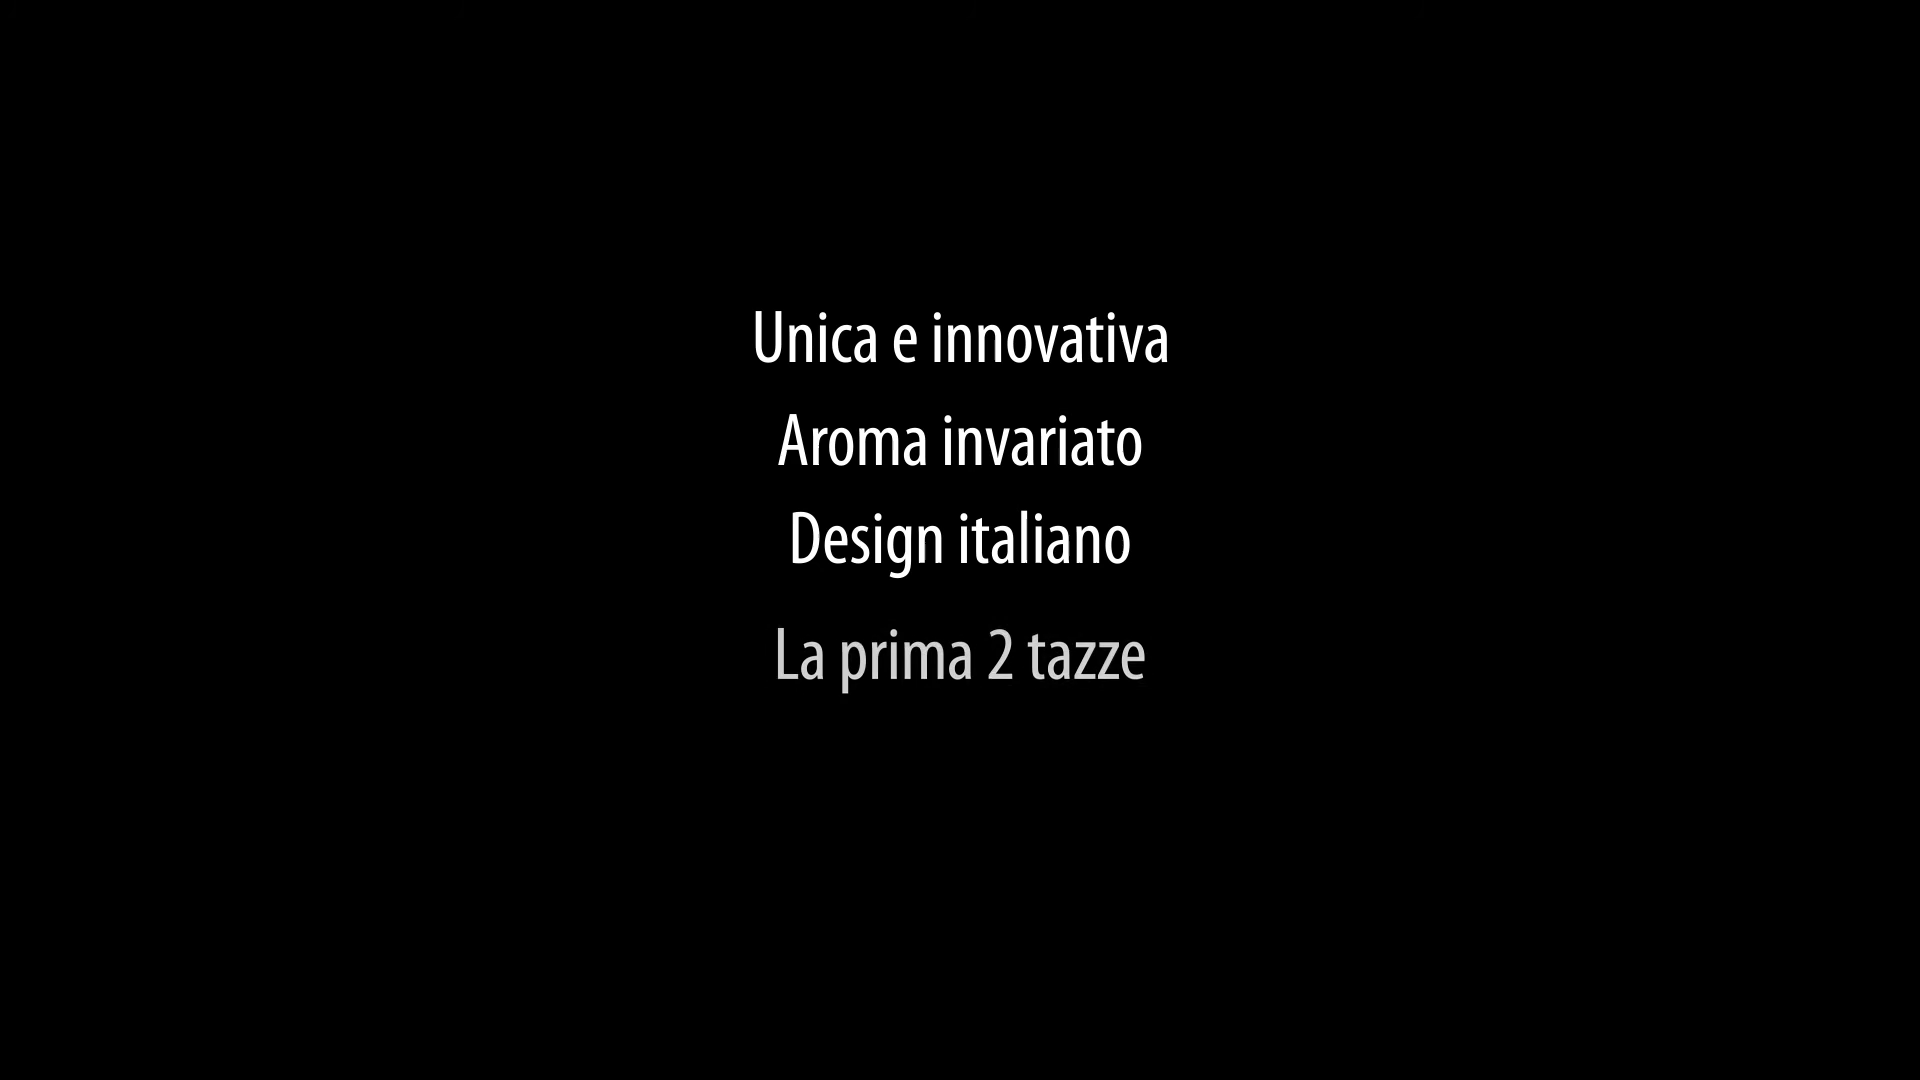 Unica e innovativa
Aroma invariato
Design italiano
La prima 2 tazze